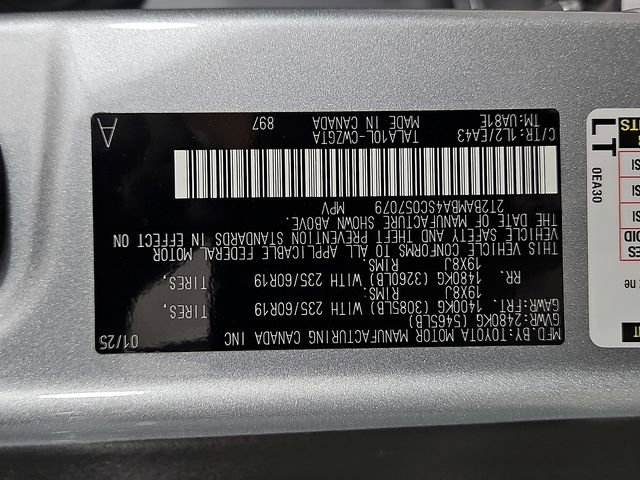 MFD.BY:TOYOTA MOTOR MANUFACTURING CANADA INC 01/25
GVWR:2480KG(5465LB)
GAWR:FRT. 1400KG(3085LB) WITH 235/60R19 TIRES,
19X8J RIMS.
RR. 1480KG(3260LB) WITH 235/60R19 TIRES,
19X8J RIMS.
THIS VEHICLE CONFORMS TO ALL APPLICABLE FEDERAL MOTOR
VEHICLE SAFETY AND THEFT PREVENTION STANDARDS IN EFFECT ON
THE DATE OF MANUFACTURE SHOWN ABOVE.
2T2BAMBA4SC057079 MPV
C/TR:1L2/EA43 TALA10L-CWZGTA 897
TM:UA81E MADE IN CANADA A
LT
0EA30